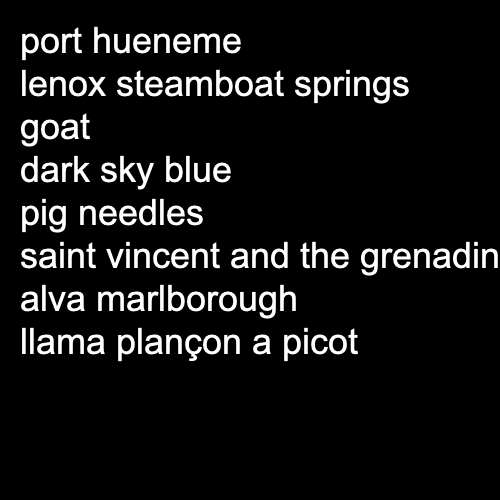 port hueneme
lenox steamboat springs
goat
dark sky blue
pig needles
saint vincent and the grenadin
alva marlborough
llama plançon a picot